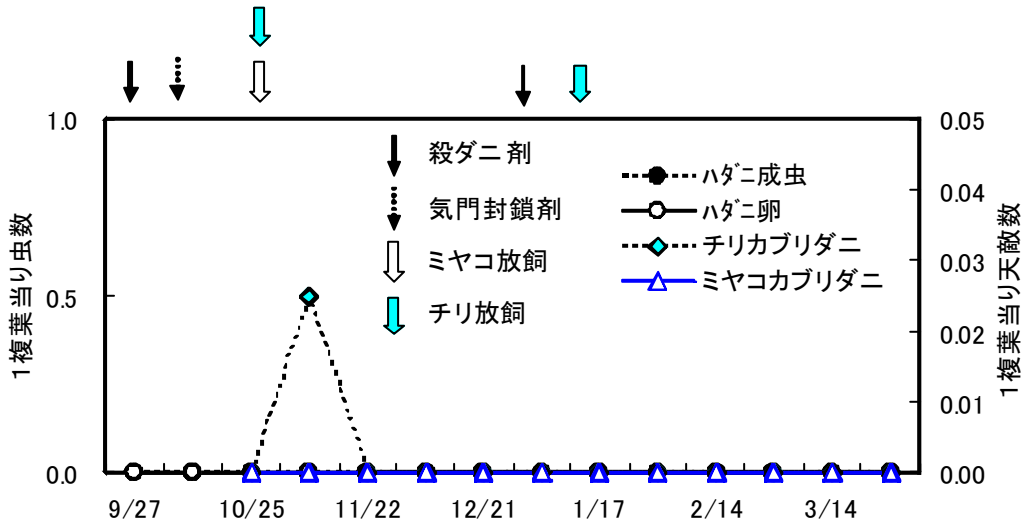 1.0
0.5
0.0
1複葉当り虫数
殺ダニ剤
気門封鎖剤
ミヤコ放飼
チリ放飼
ﾊﾀﾞﾆ成虫
ﾊﾀﾞﾆ卵
チリカブリダニ
ミヤコカブリダニ
0.05
0.04
0.03
0.02
0.01
0.00
1複葉当り天敵数
9/27 10/25 11/22 12/21 1/17 2/14 3/14